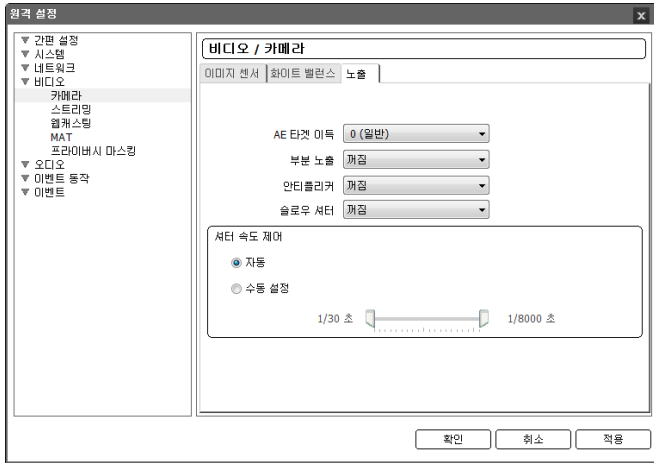 원격 설정
간편 설정
시스템
네트워크
비디오
카메라
스트리밍
웹캐스팅
MAT
프라이버시 마스킹
오디오
이벤트 동작
이벤트
비디오 / 카메라
이미지 센서 화이트 밸런스 노출
AE 타겟 이득 0 (일반)
부분 노출 꺼짐
안티플리커 꺼짐
슬로우 셔터 꺼짐
셔터 속도 제어
자동
수동 설정
1/30 초 1/8000 초
확인 취소 적용